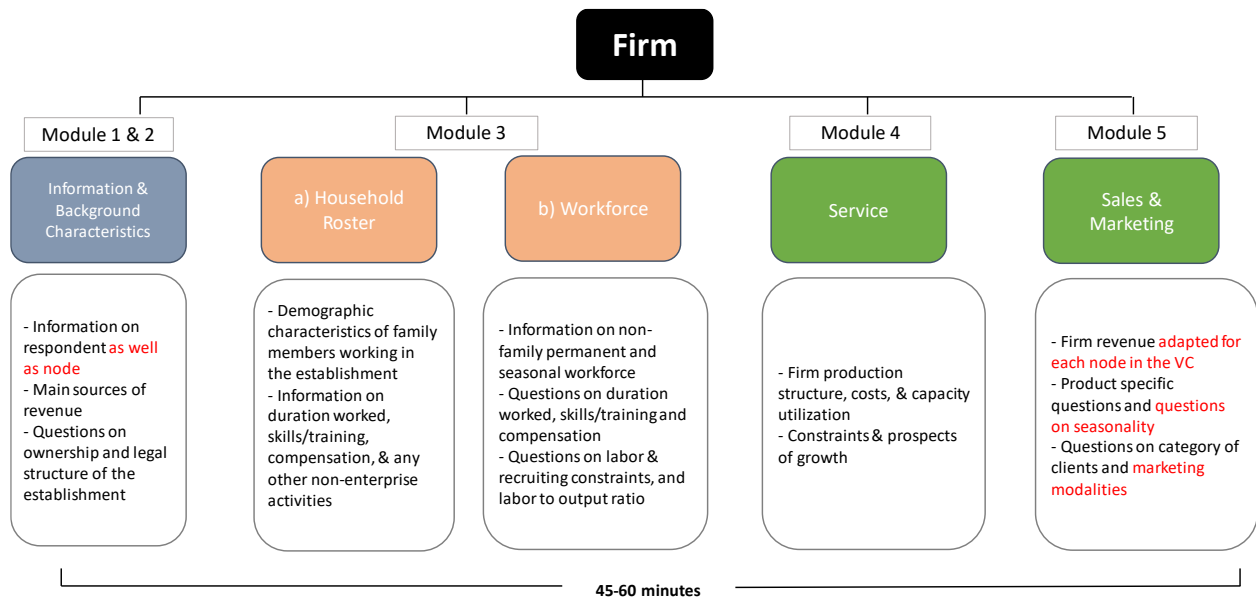 Firm
Module 1 & 2
Module 3
Module 4
Module 5
Information &
Background
Characteristics
a) Household
Roster
b) Workforce
Service
Sales &
Marketing
- Information on
respondent as well
as node
- Main sources of
revenue
- Questions on
ownership and legal
structure of the
establishment
- Demographic
characteristics of family
members working in
the establishment
- Information on
duration worked,
skills/training,
compensation, & any
other non-enterprise
activities
- Information on non-
family permanent and
seasonal workforce
- Questions on duration
worked, skills/training and
compensation
- Questions on labor &
recruiting constraints, and
labor to output ratio
- Firm production
structure, costs, & capacity
utilization
- Constraints & prospects
of growth
- Firm revenue adapted for
each node in the VC
- Product specific
questions and questions
on seasonality
- Questions on category of
clients and marketing
modalities
45-60 minutes